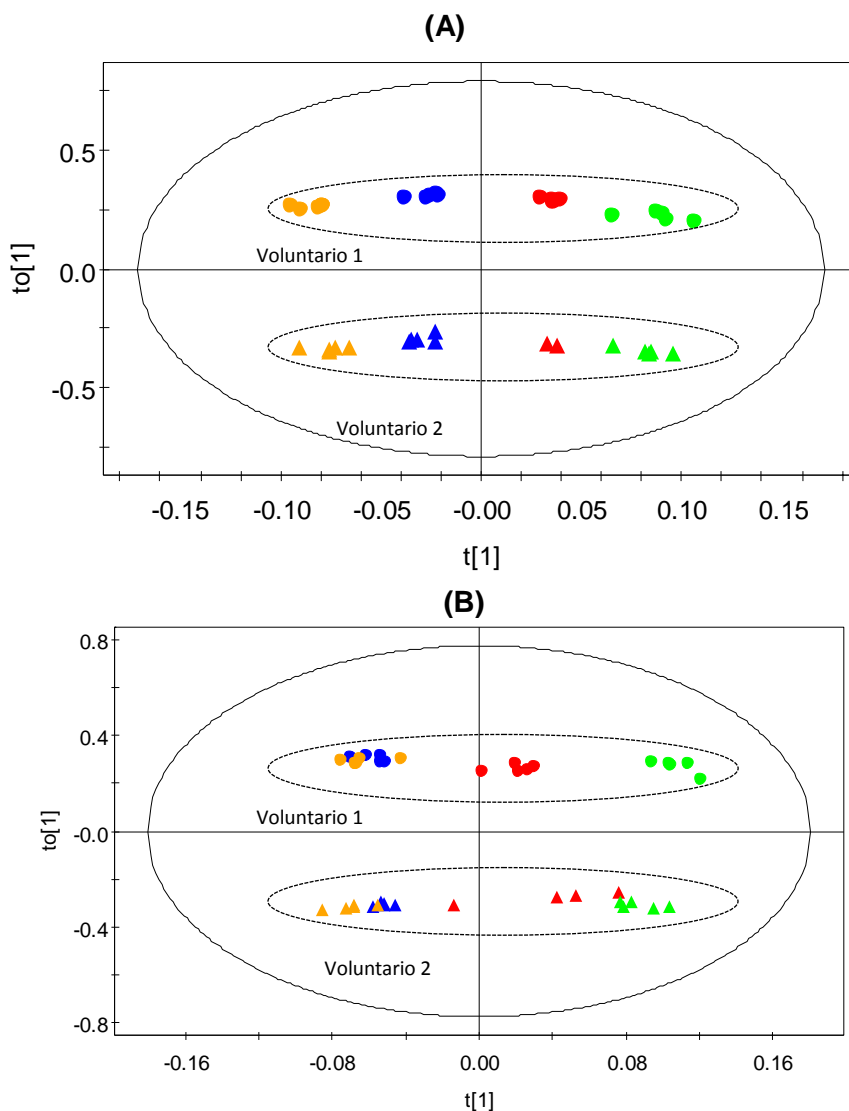 (A)
0.5
0.0
-0.5
to[1]
Voluntario 1
Voluntario 2
-0.15 -0.10 -0.05 -0.00 0.05 0.10 0.15
t[1]
(B)
0.8
0.4
-0.0
-0.4
-0.8
to[1]
Voluntario 1
Voluntario 2
-0.16 -0.08 0.00 0.08 0.16
t[1]